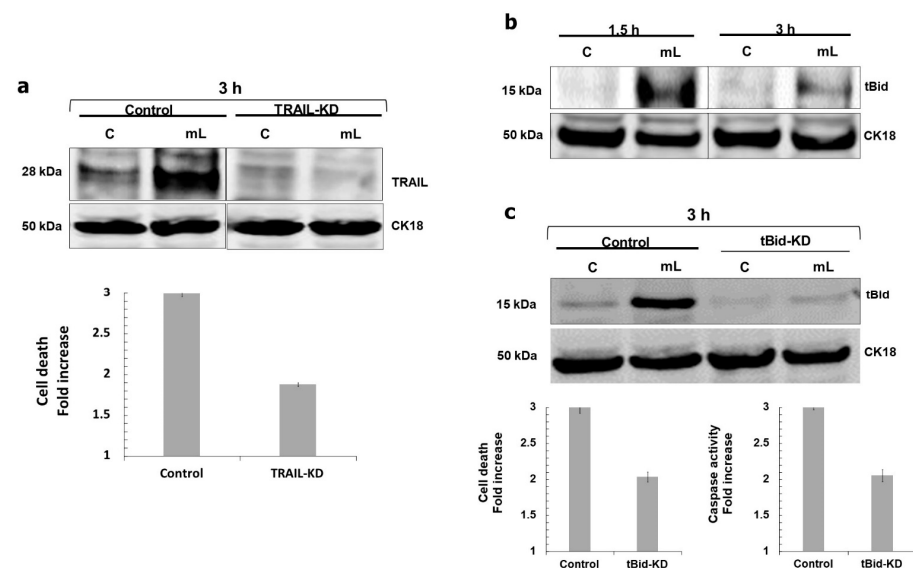 a
3 h
Control TRAIL-KD
C mL C mL
28 kDa
TRAIL
50 kDa CK18
3
2
2
1
1
Cell death
Fold increase
Control TRAIL-KD
b
1.5 h 3 h
C mL C mL
15 kDa tBid
50 kDa CK18
c
3 h
Control tBid-KD
C mL C mL
15 kDa tBid
50 kDa CK18
3
2.5
2
1.5
1
Cell death
Fold increase
Control tBid-KD
3
2.5
2
1.5
1
Caspase activity
Fold increase
Control tBid-KD